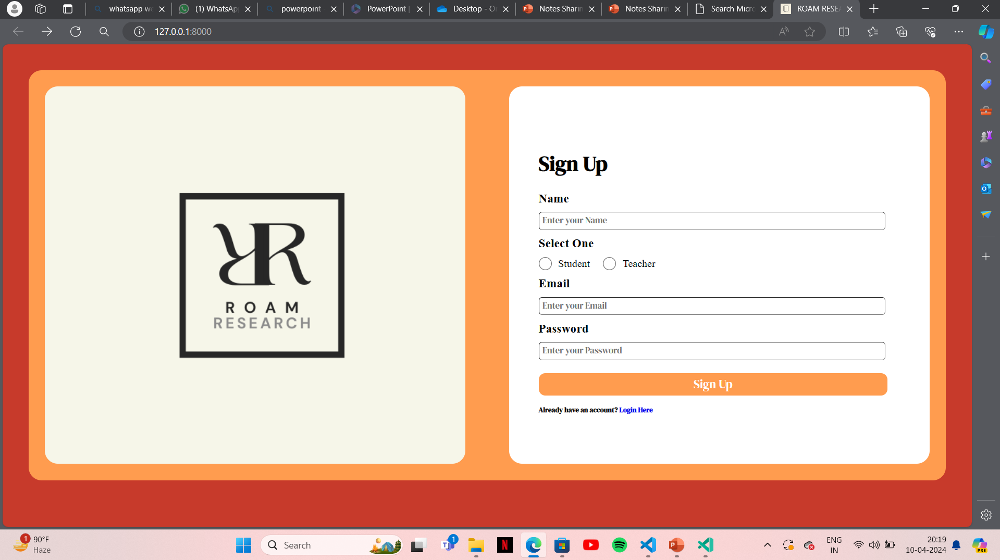 whatsapp we
(1) WhatsAp
powerpoint
PowerPoint |
Desktop - O
Notes Sharin
Notes Sharin
Search Micro
ROAM RESEA
127.0.0.1:8000
Sign Up
Name
Enter your Name
Select One
Student Teacher
Email
Enter your Email
Password
Enter your Password
Sign Up
Already have an account? Login Here
RR
ROAM
RESEARCH
1
90°F
Haze
Search
1
ENG
IN
20:19
10-04-2024
PRE